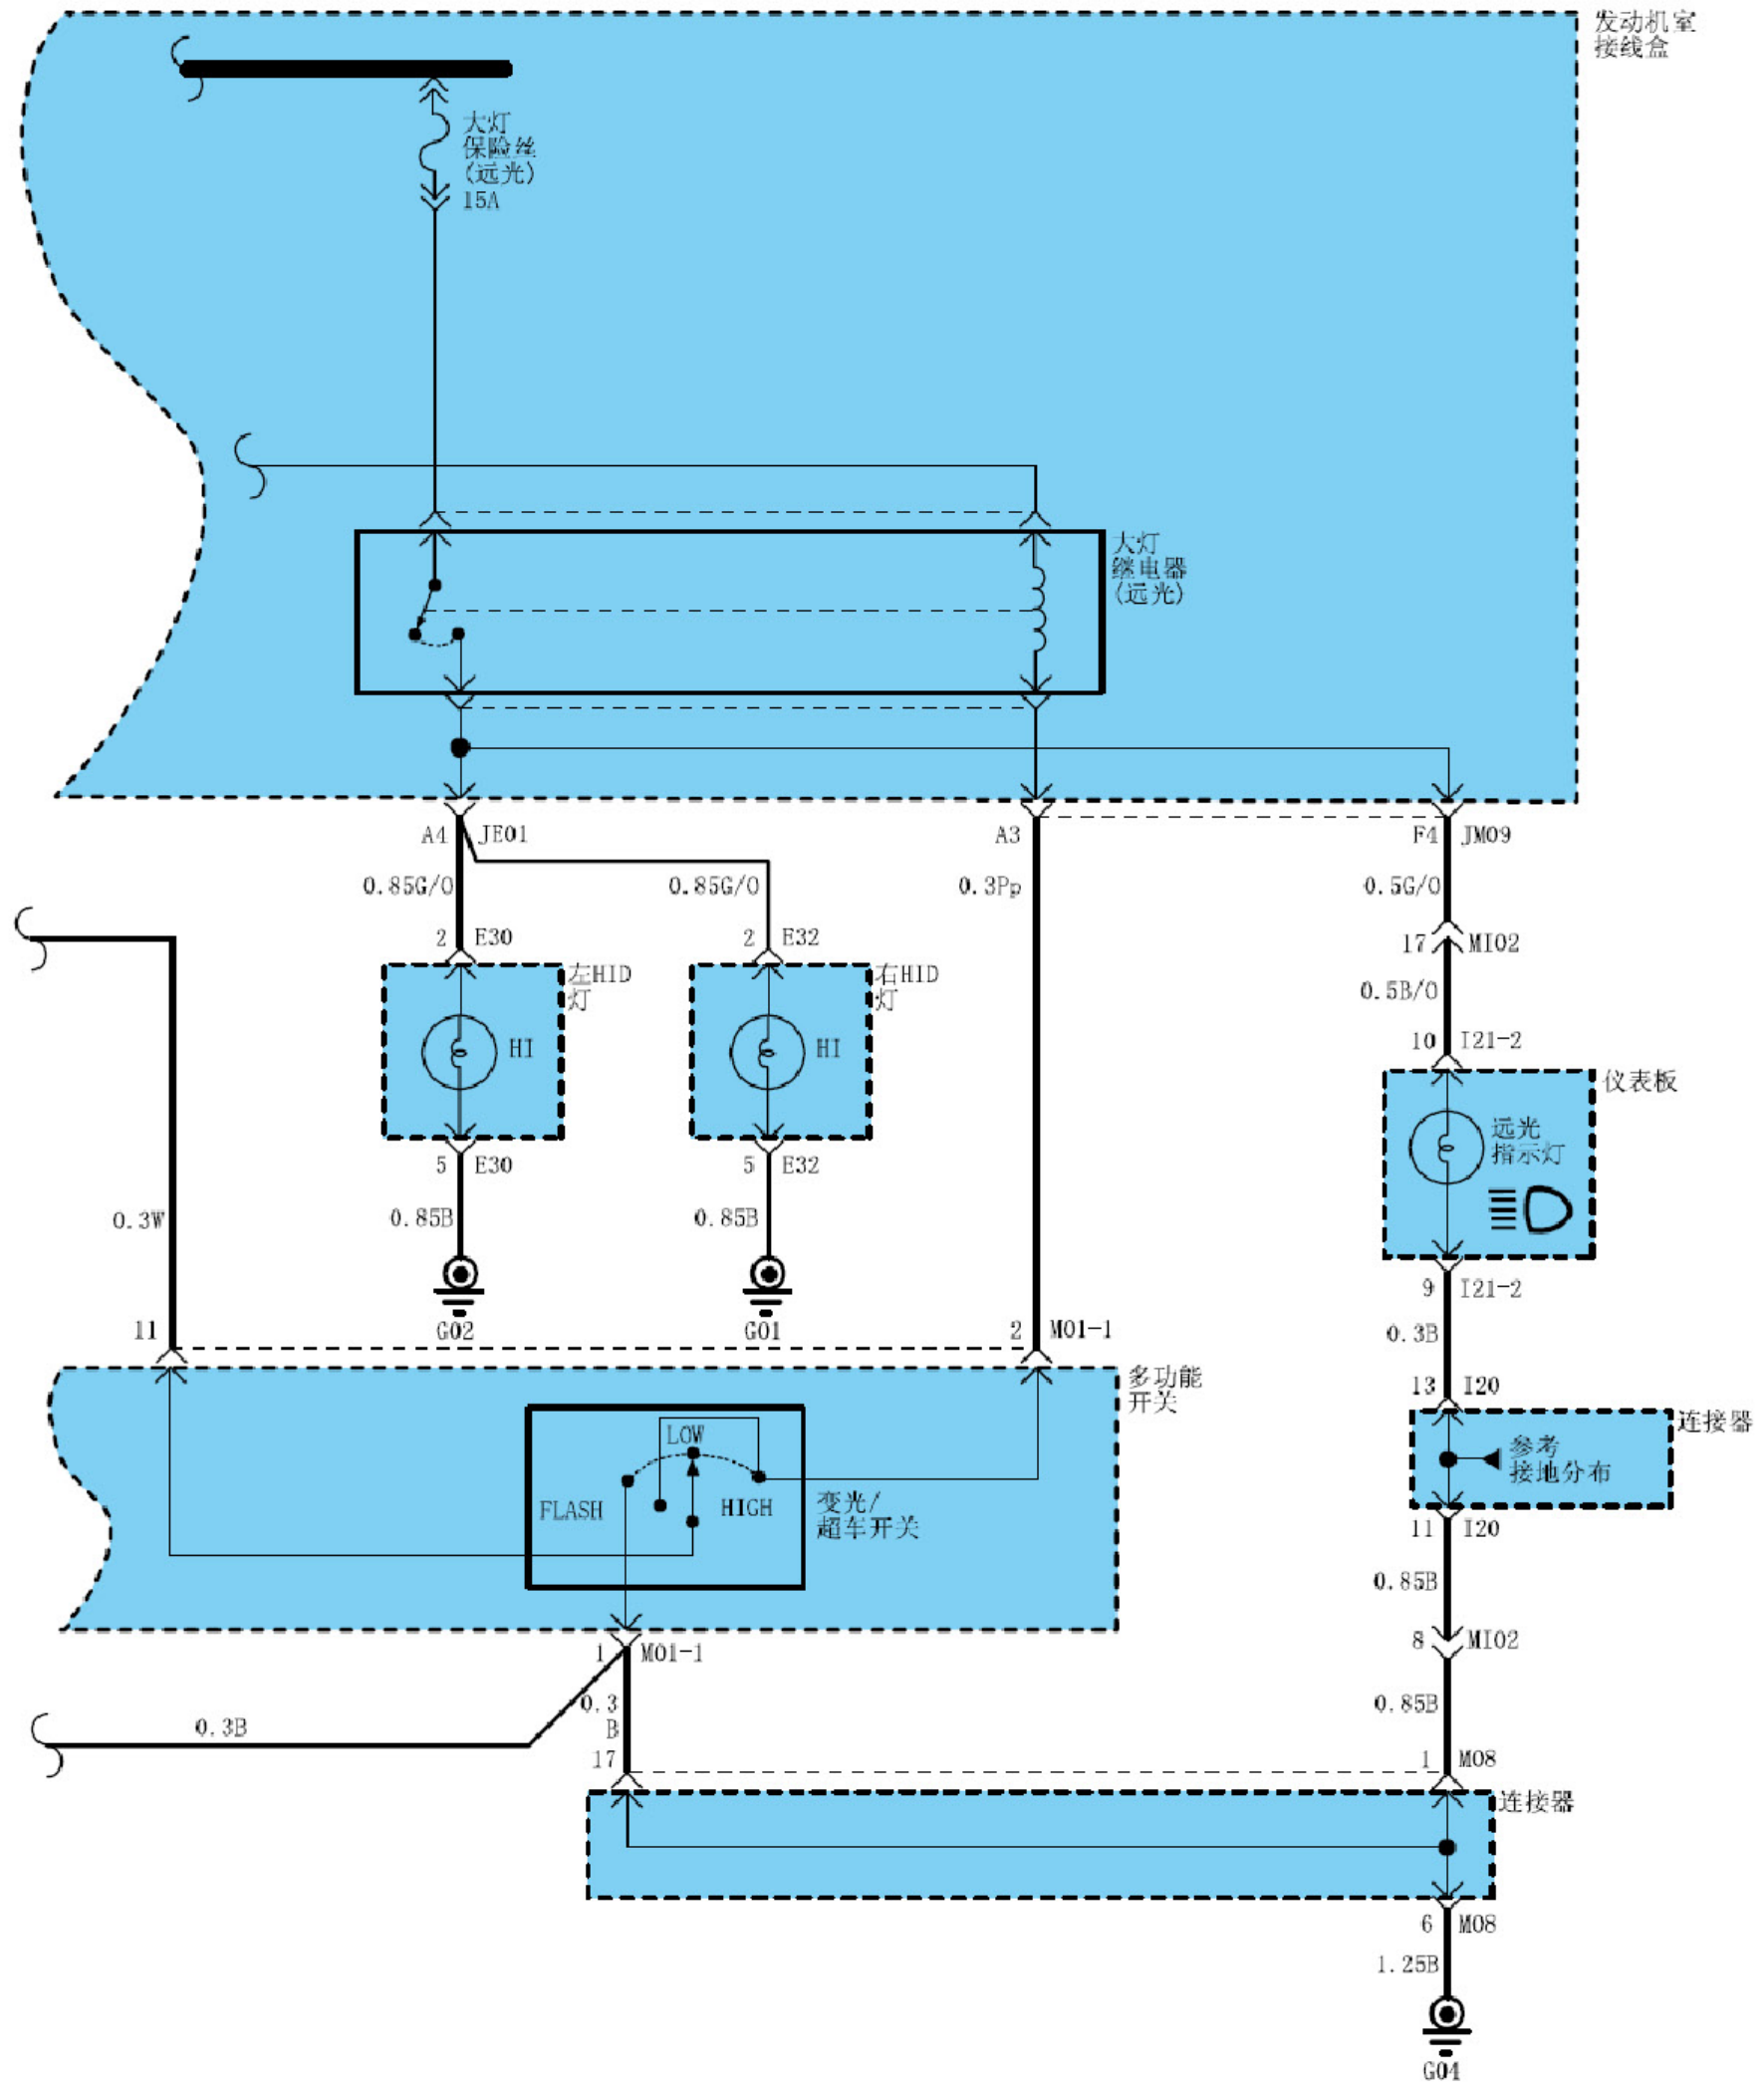 发动机室
接线盒
大灯
保险丝
(远光)
15A
大灯
继电器
(远光)
A4 JE01
A3
F4 JM09
0.85G/O
0.85G/O
0.3Pp
0.5G/O
2 E30
2 E32
17 MI02
左HID
灯
右HID
灯
0.5B/O
HI
HI
10 I21-2
仪表板
远光
指示灯
5 E30
5 E32
0.3W
0.85B
0.85B
9 I21-2
11
G02
G01
2 M01-1
0.3B
多功能
开关
13 I20
连接器
LOW
参考
接地分布
FLASH
HIGH
变光/
超车开关
11 I20
0.85B
1 M01-1
8 MI02
0.3
B
0.3B
0.85B
17
1 M08
连接器
6 M08
1.25B
G04